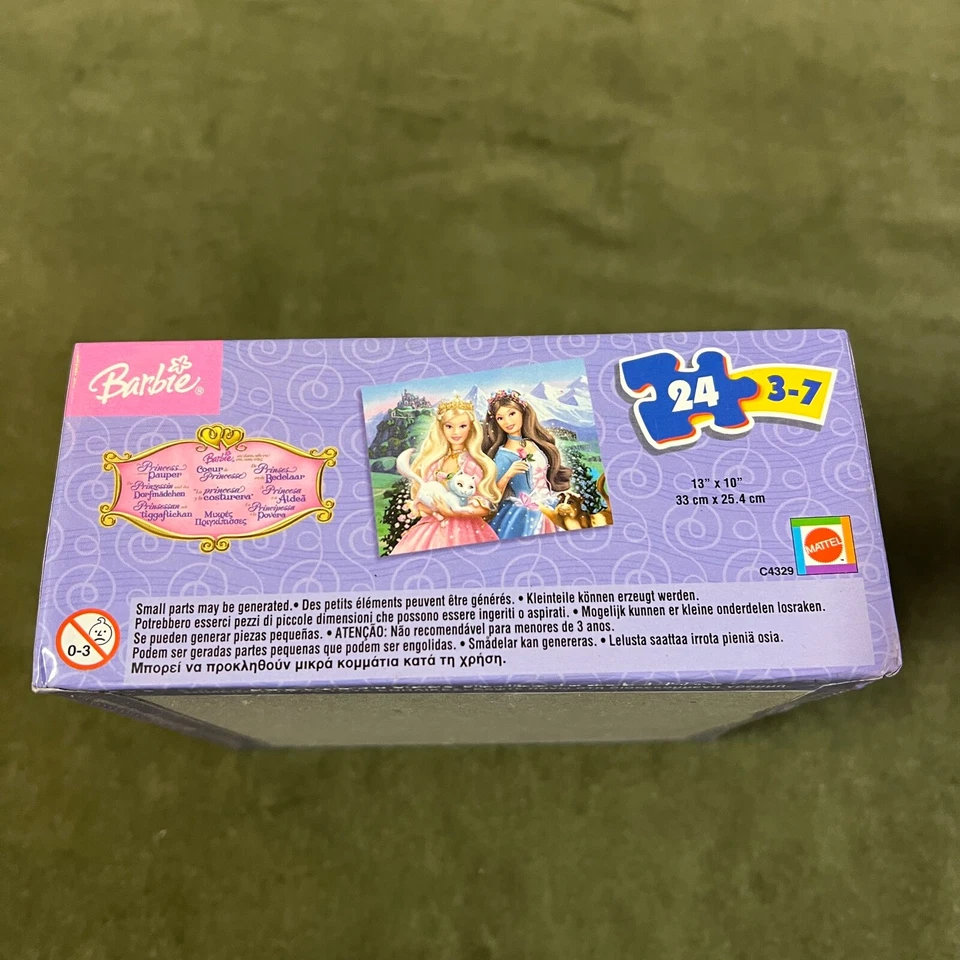 Barbie®
Barbie
Princess Pauper
Coeur de Princesse
Prinses Bedelaar
Prinzessin und das Dorfmädchen
La princesa y la costurera
Princesa Aldeã
Prinsessan och tiggaflickan
Μικρές Πριγκίπισσες
Principessa Povera
24
3-7
13" x 10"
33 cm x 25.4 cm
MATTEL
C4329
0-3
Small parts may be generated. • Des petits éléments peuvent être générés. • Kleinteile können erzeugt werden.
Potrebbero esserci pezzi di piccole dimensioni che possono essere ingeriti o aspirati. • Mogelijk kunnen er kleine onderdelen losraken.
Se pueden generar piezas pequeñas. • ATENÇÃO: Não recomendável para menores de 3 anos.
Podem ser geradas partes pequenas que podem ser engolidas. • Smådelar kan genereras. • Lelusta saattaa irrota pieniä osia.
Μπορεί να προκληθούν μικρά κομμάτια κατά τη χρήση.